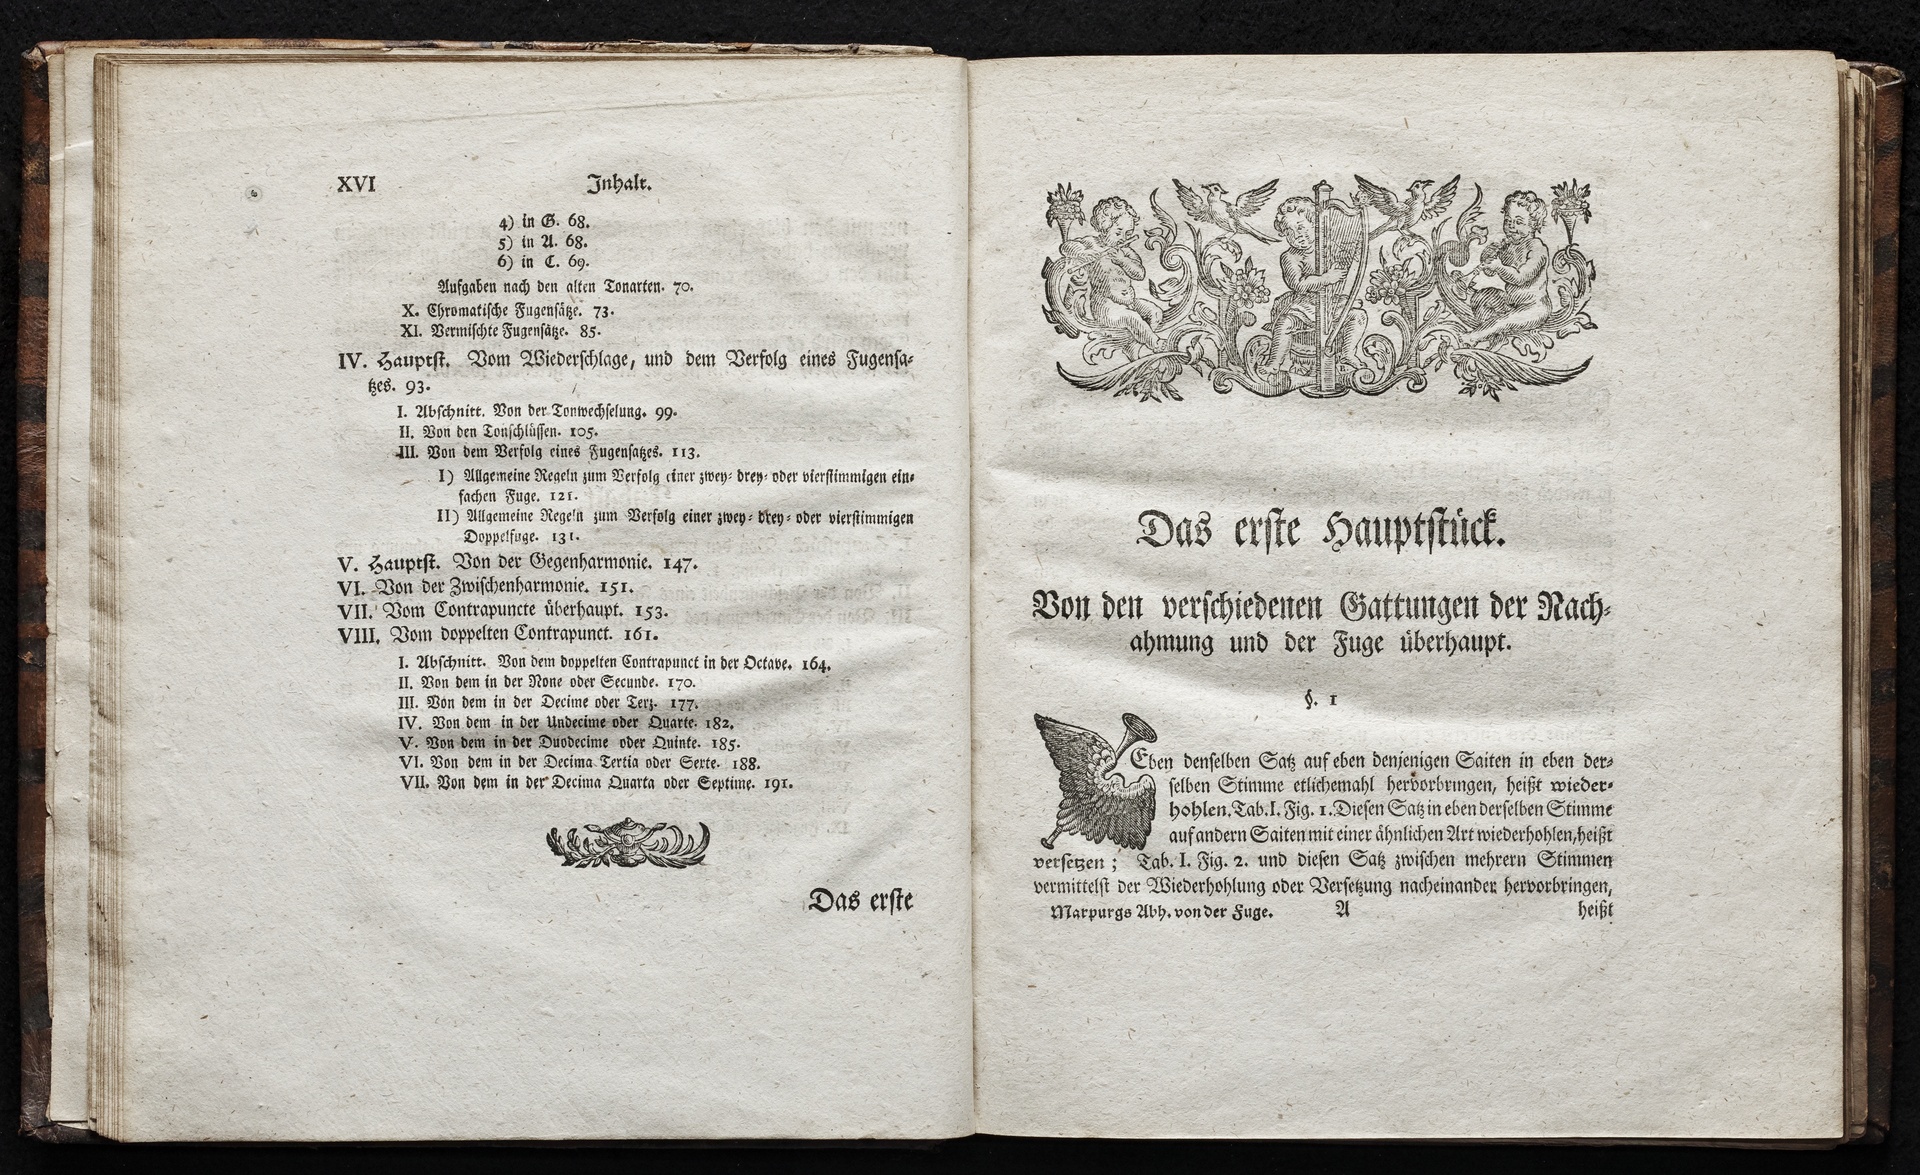 XVI Inhalt.
4) in G. 68.
5) in A. 68.
6) in C. 69.
Aufgaben nach den alten Tonarten. 70.
X. Chromatische Fugensätze. 73.
XI. Vermischte Fugensätze. 85.
IV. Hauptst. Vom Wiederschlage, und dem Verfolg eines Fugensa-
tzes. 93.
I. Abschnitt. Von der Tonwechselung. 99.
II. Von den Tonschlüssen. 105.
III. Von dem Verfolg eines Fugensatzes. 113.
I) Allgemeine Regeln zum Verfolg einer zwey- drey- oder vierstimmigen ein-
fachen Fuge. 121.
II) Allgemeine Regeln zum Verfolg einer zwey- drey- oder vierstimmigen
Doppelfuge. 131.
V. Hauptst. Von der Gegenharmonie. 147.
VI. Von der Zwischenharmonie. 151.
VII. Vom Contrapuncte überhaupt. 153.
VIII. Vom doppelten Contrapunct. 161.
I. Abschnitt. Von dem doppelten Contrapunct in der Octave. 164.
II. Von dem in der None oder Secunde. 170.
III. Von dem in der Decime oder Terz. 177.
IV. Von dem in der Undecime oder Quarte. 182.
V. Von dem in der Duodecime oder Quinte. 185.
VI. Von dem in der Decima Tertia oder Sexte. 188.
VII. Von dem in der Decima Quarta oder Septime. 191.
Das erste
Das erste Hauptstück.
Von den verschiedenen Gattungen der Nach-
ahmung und der Fuge überhaupt.
§. 1
Eben denselben Satz auf eben denjenigen Saiten in eben der-
selben Stimme etlichemahl hervorbringen, heißt wieder-
hohlen. Tab. I. Fig. 1. Diesen Satz in eben derselben Stimme
auf andern Saiten mit einer ähnlichen Art wiederhohlen, heißt
versetzen; Tab. I. Fig. 2. und diesen Satz zwischen mehrern Stimmen
vermittelst der Wiederhohlung oder Versetzung nacheinander hervorbringen,
Marpurgs Abh. von der Fuge. A heißt